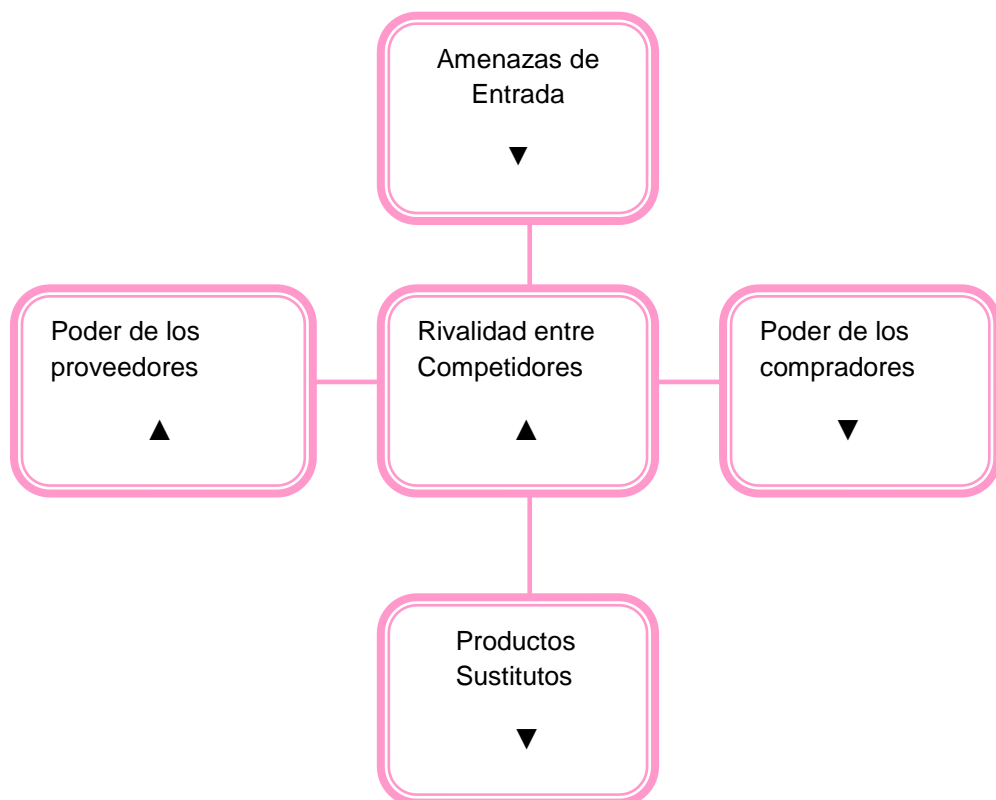 Amenazas de
Entrada
▼
Poder de los
proveedores
▲
Rivalidad entre
Competidores
▲
Poder de los
compradores
▼
Productos
Sustitutos
▼